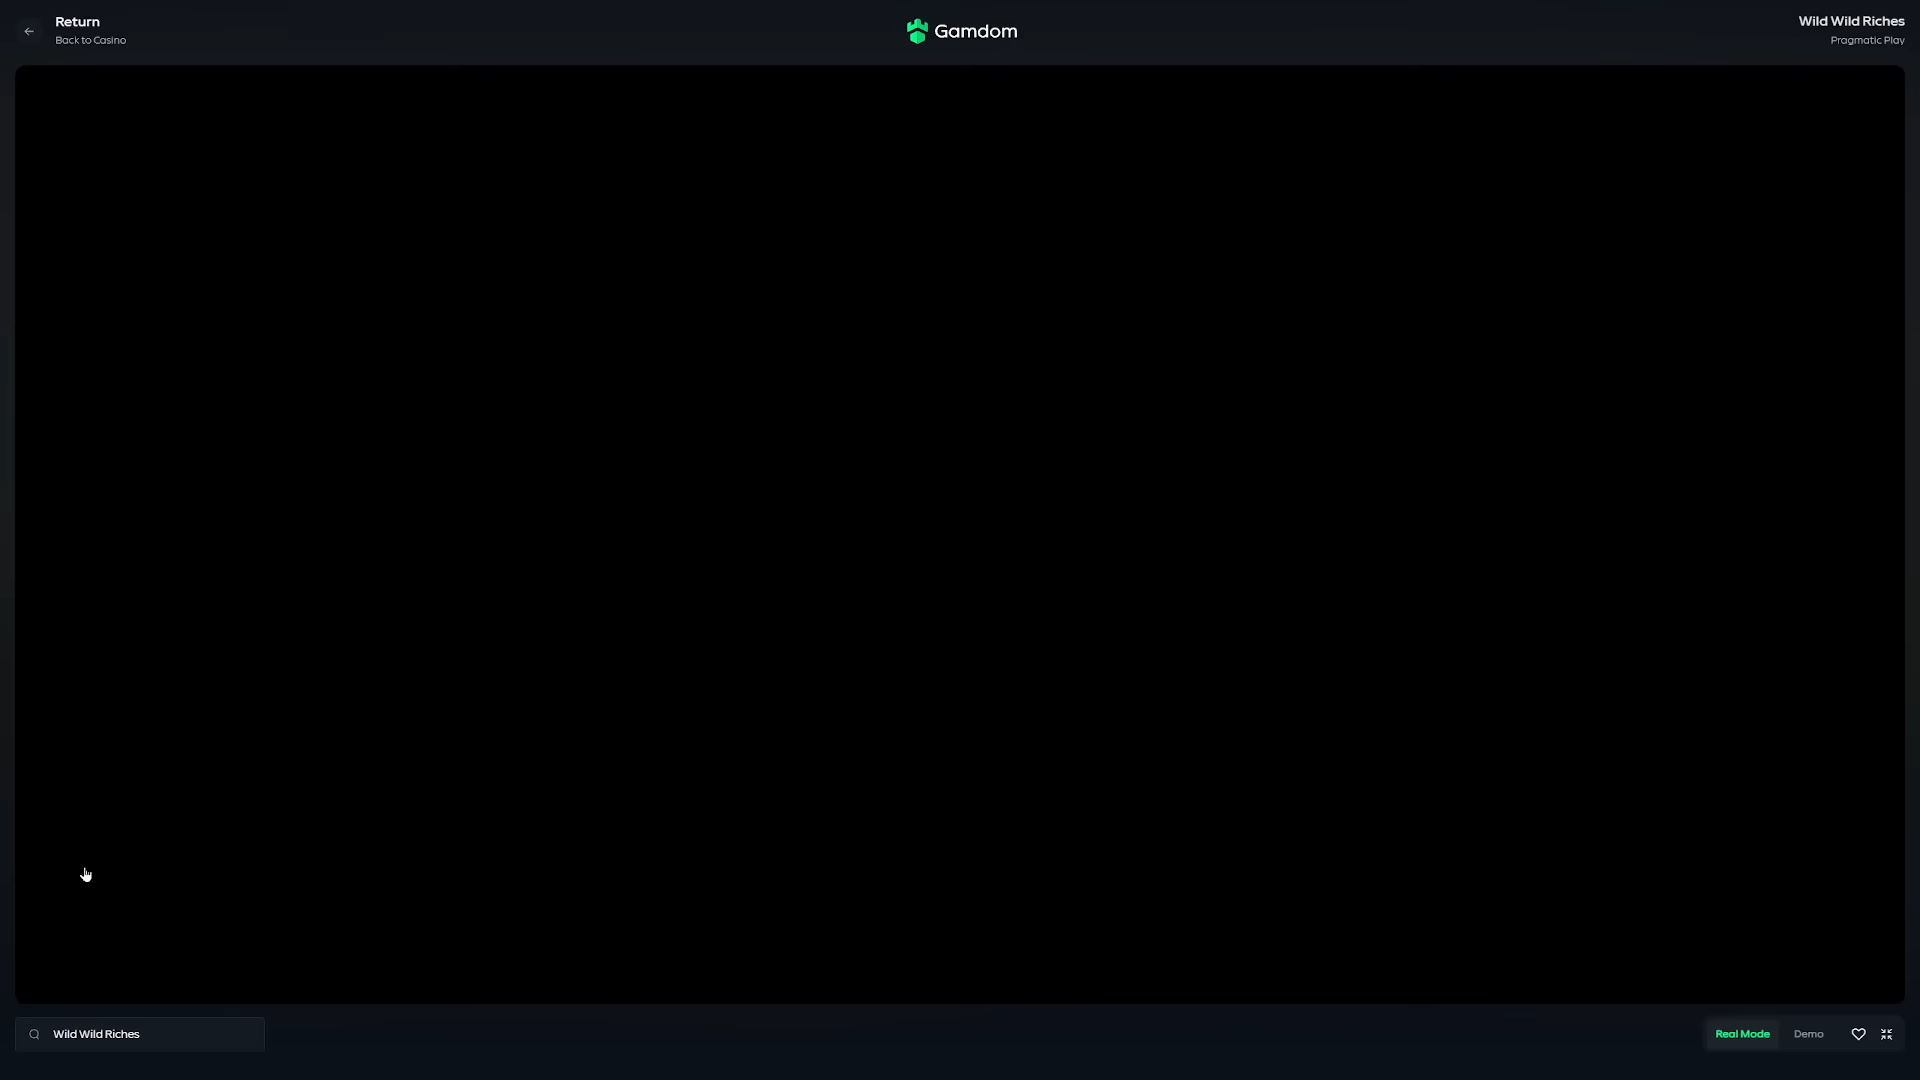 Return
Back to Casino
Gamdom
Wild Wild Riches
Pragmatic Play
Wild Wild Riches
Real Mode
Demo